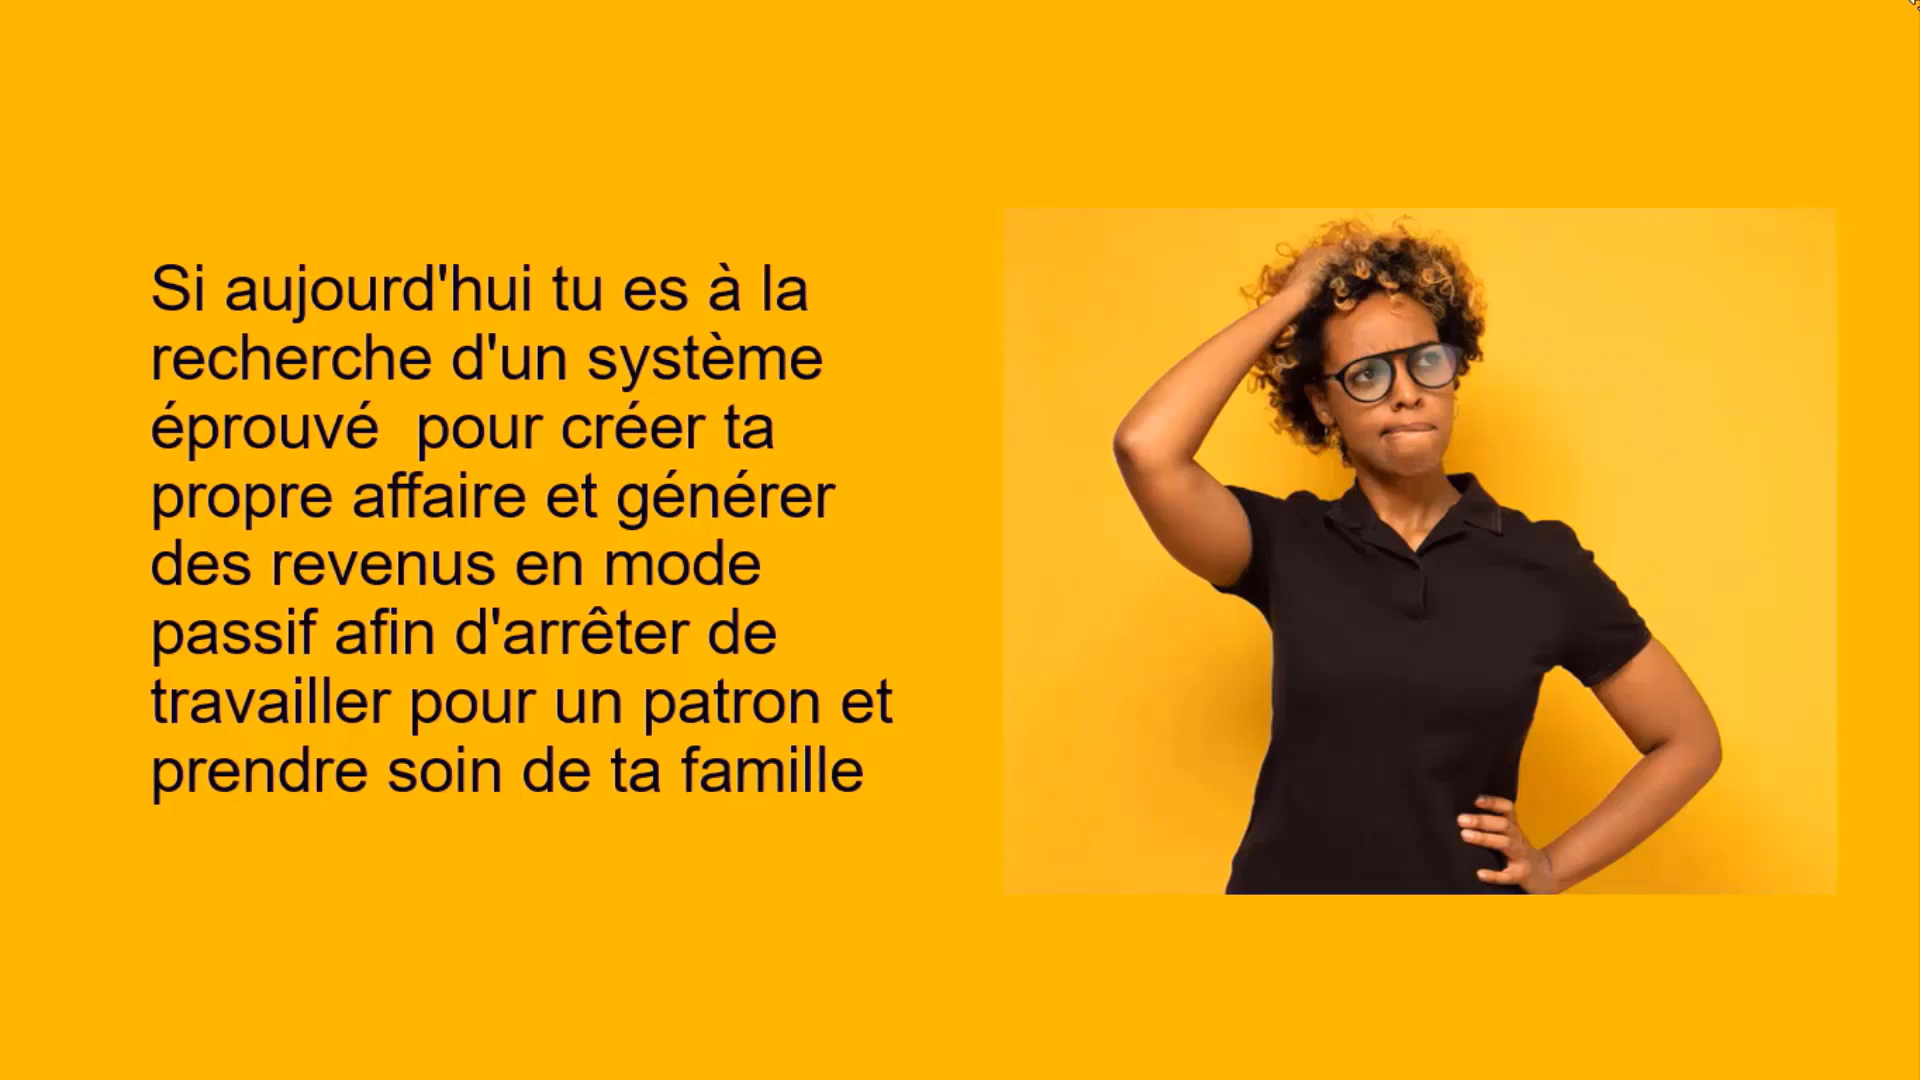 Si aujourd'hui tu es à la
recherche d'un système
éprouvé  pour créer ta
propre affaire et générer
des revenus en mode
passif afin d'arrêter de
travailler pour un patron et
prendre soin de ta famille